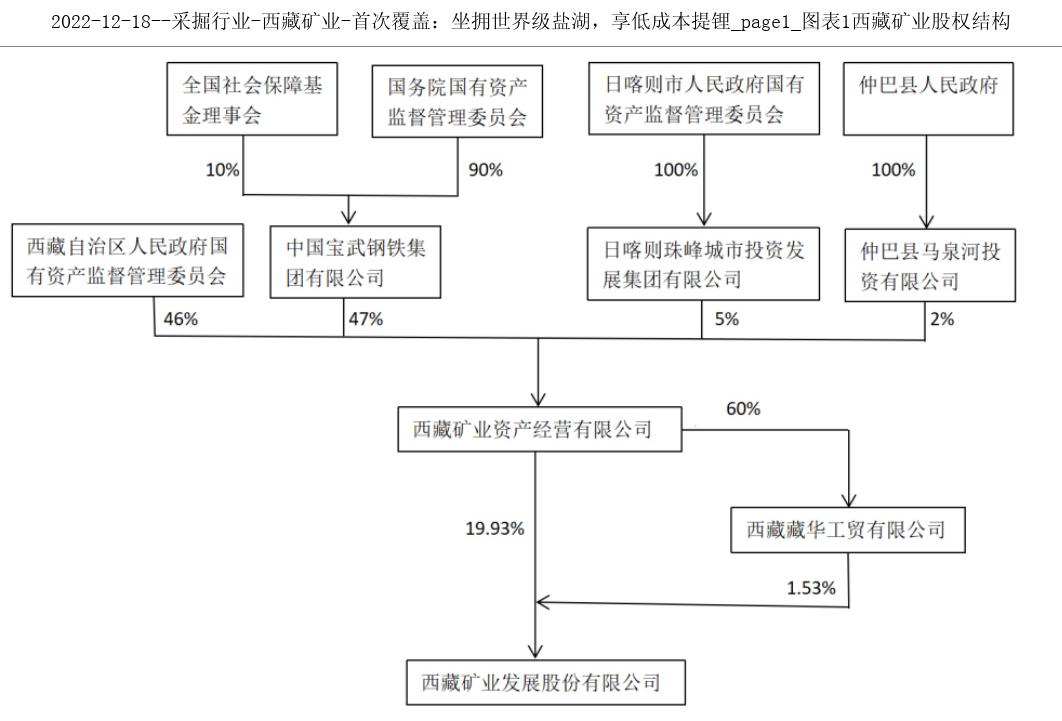 2022-12-18--采掘行业-西藏矿业-首次覆盖：坐拥世界级盐湖，享低成本提锂_page1_图表1西藏矿业股权结构
全国社会保障基
金理事会
国务院国有资产
监督管理委员会
日喀则市人民政府国有
资产监督管理委员会
仲巴县人民政府
10%
90%
100%
100%
西藏自治区人民政府国
有资产监督管理委员会
中国宝武钢铁集
团有限公司
日喀则珠峰城市投资发
展集团有限公司
仲巴县马泉河投
资有限公司
46%
47%
5%
2%
西藏矿业资产经营有限公司
60%
19.93%
西藏藏华工贸有限公司
1.53%
西藏矿业发展股份有限公司